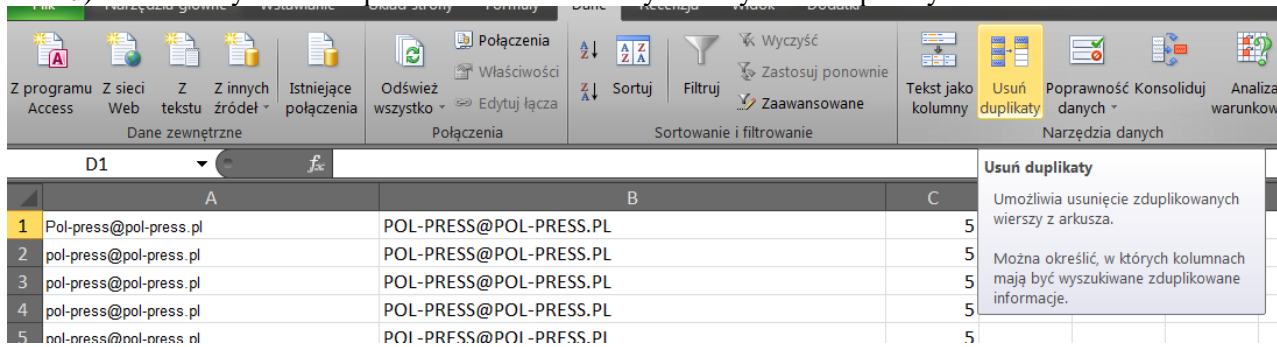 Połączenia
Wyczyść
Właściwości
Zastosuj ponownie
Z programu Access
Z sieci Web
Z tekstu
Z innych źródeł
Istniejące połączenia
Odśwież wszystko
Edytuj łącza
Sortuj
Filtruj
Zaawansowane
Tekst jako kolumny
Usuń duplikaty
Poprawność danych
Konsoliduj
Analiza
Dane zewnętrzne
Połączenia
Sortowanie i filtrowanie
Narzędzia danych
D1
fx
Usuń duplikaty
Umożliwia usunięcie zduplikowanych
wierszy z arkusza.
Można określić, w których kolumnach
mają być wyszukiwane zduplikowane
informacje.
A B C
1 Pol-press@pol-press.pl POL-PRESS@POL-PRESS.PL 5
2 pol-press@pol-press.pl POL-PRESS@POL-PRESS.PL 5
3 pol-press@pol-press.pl POL-PRESS@POL-PRESS.PL 5
4 pol-press@pol-press.pl POL-PRESS@POL-PRESS.PL 5
5 pol-press@pol-press.pl POL-PRESS@POL-PRESS.PL 5